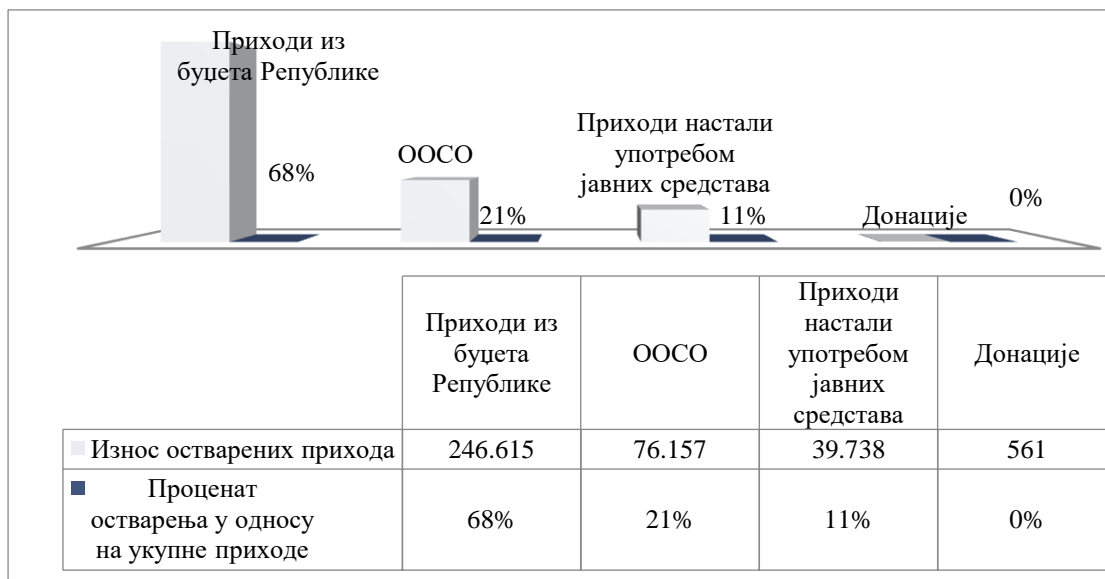 Приходи из
буџета Републике
68%
ООСО
21%
Приходи настали
употребом
јавних средстава
11%
Донације
0%
Приходи из
буџета
Републике
ООСО
Приходи
настали
употребом
јавних
средстава
Донације
Износ остварених прихода
246.615
76.157
39.738
561
Проценат
остварења у односу
на укупне приходе
68%
21%
11%
0%